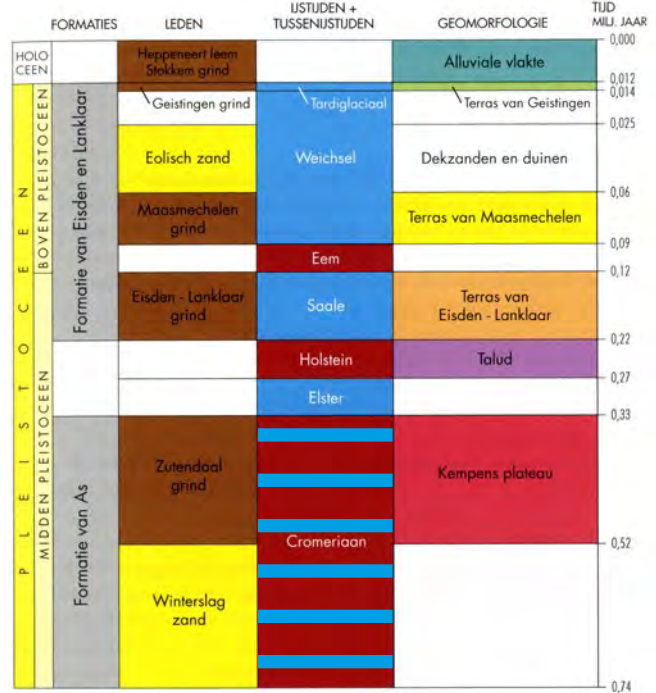 FORMATIES
LEDEN
IJSTIJDEN +
TUSSENIJSTIJDEN
GEOMORFOLOGIE
TIJD
MILJ. JAAR
HOLO
CEEN
PLEISTOCEEN
BOVEN PLEISTOCEEN
MIDDEN PLEISTOCEEN
Formatie van Eisden en Lanklaar
Formatie van As
Heppeneert leem
Stokkem grind
Geistingen grind
Eolisch zand
Maasmechelen
grind
Eisden - Lanklaar
grind
Zutendaal
grind
Winterslag
zand
Tardiglaciaal
Weichsel
Eem
Saale
Holstein
Elster
Cromeriaan
Alluviale vlakte
Terras van Geistingen
Dekzanden en duinen
Terras van Maasmechelen
Terras van
Eisden - Lanklaar
Talud
Kempens plateau
0,000
0,012
0,014
0,025
0,06
0,09
0,12
0,22
0,27
0,33
0,52
0,74